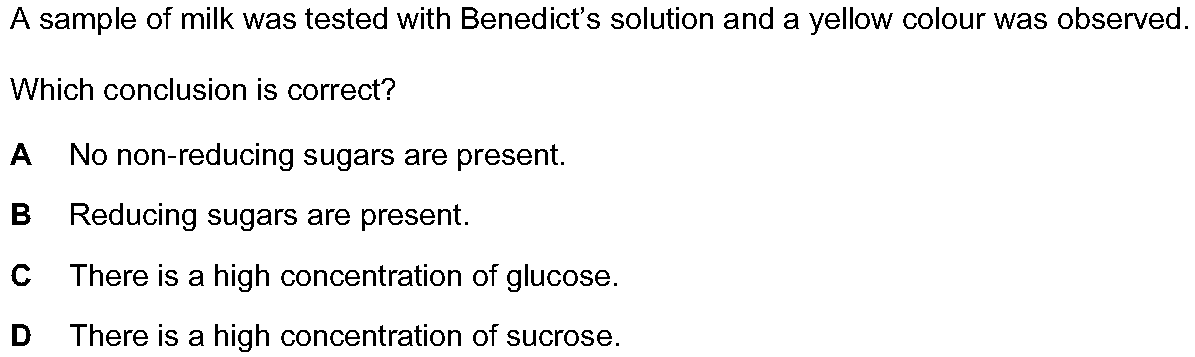 A sample of milk was tested with Benedict’s solution and a yellow colour was observed.
Which conclusion is correct?
A No non-reducing sugars are present.
B Reducing sugars are present.
C There is a high concentration of glucose.
D There is a high concentration of sucrose.